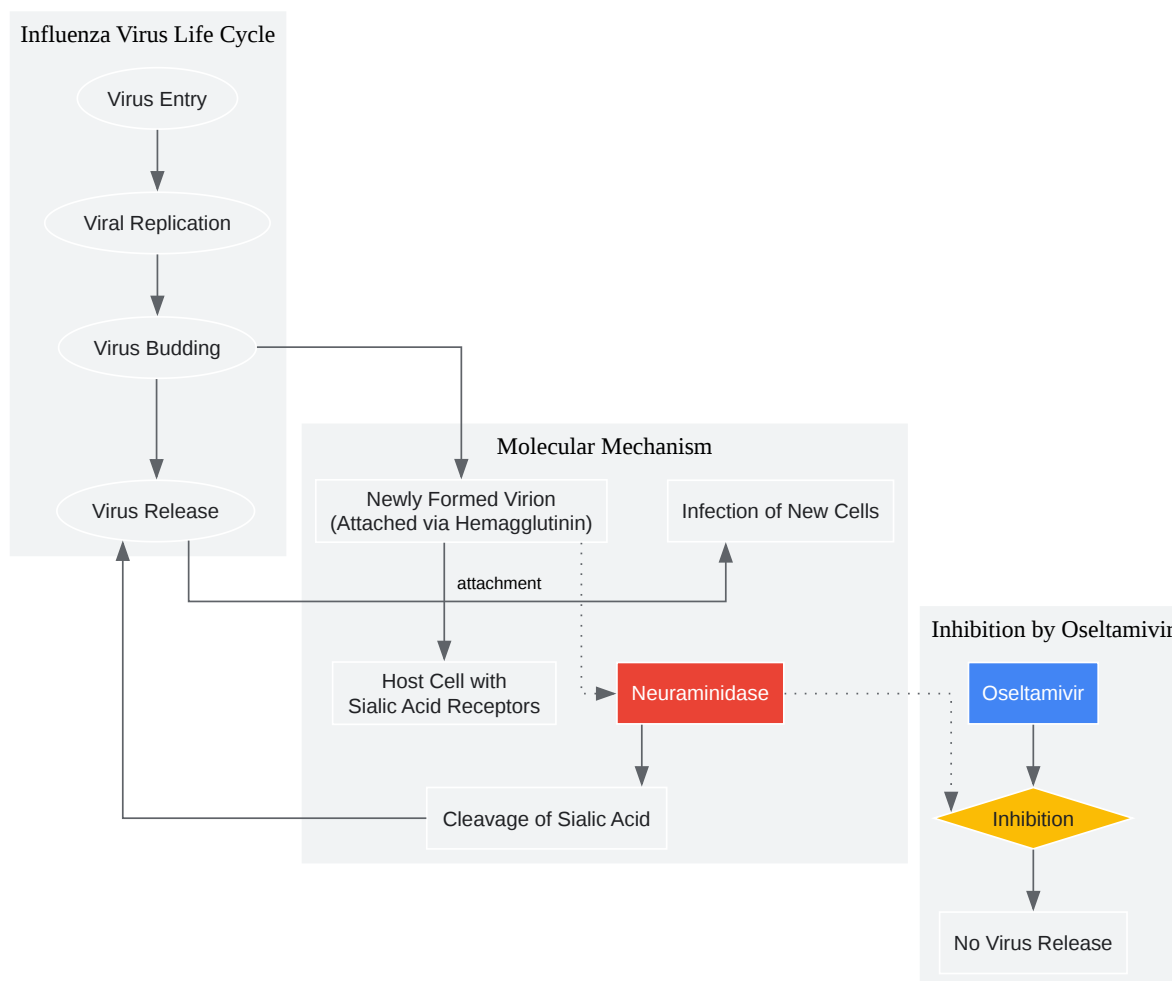 Influenza Virus Life Cycle
Virus Entry
Viral Replication
Virus Budding
Virus Release
Molecular Mechanism
Newly Formed Virion
(Attached via Hemagglutinin)
Infection of New Cells
attachment
Host Cell with
Sialic Acid Receptors
Neuraminidase
Cleavage of Sialic Acid
Inhibition by Oseltamivir
Oseltamivir
Inhibition
No Virus Release